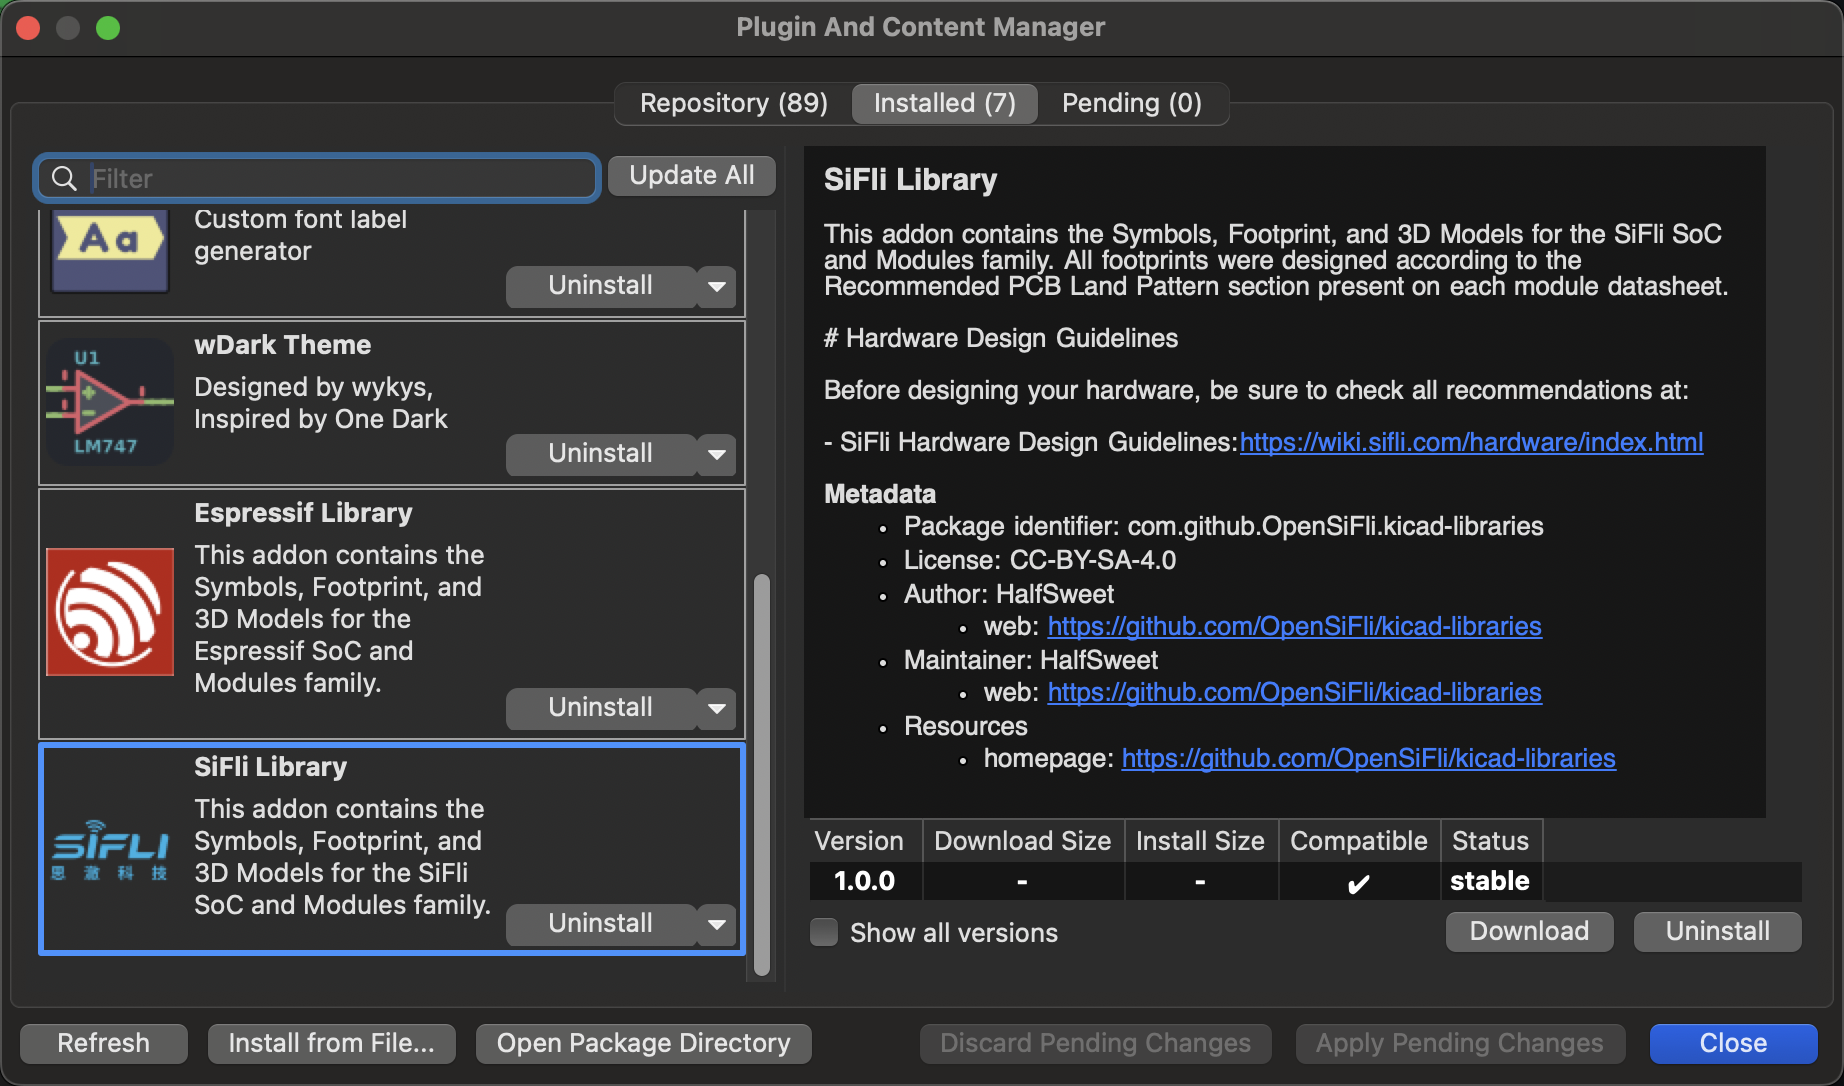 Plugin And Content Manager
Repository (89)
Installed (7)
Pending (0)
Filter
Update All
Aa
Custom font label
generator
Uninstall
U1
LM747
wDark Theme
Designed by wykys,
Inspired by One Dark
Uninstall
Espressif Library
This addon contains the
Symbols, Footprint, and
3D Models for the
Espressif SoC and
Modules family.
Uninstall
SiFli Library
SIFLI
思澈科技
This addon contains the
Symbols, Footprint, and
3D Models for the SiFli
SoC and Modules family.
Uninstall
SiFli Library
This addon contains the Symbols, Footprint, and 3D Models for the SiFli SoC
and Modules family. All footprints were designed according to the
Recommended PCB Land Pattern section present on each module datasheet.
# Hardware Design Guidelines
Before designing your hardware, be sure to check all recommendations at:
- SiFli Hardware Design Guidelines:https://wiki.sifli.com/hardware/index.html
Metadata
• Package identifier: com.github.OpenSiFli.kicad-libraries
• License: CC-BY-SA-4.0
• Author: HalfSweet
• web: https://github.com/OpenSiFli/kicad-libraries
• Maintainer: HalfSweet
• web: https://github.com/OpenSiFli/kicad-libraries
• Resources
• homepage: https://github.com/OpenSiFli/kicad-libraries
Version Download Size Install Size Compatible Status
1.0.0 - - ✔ stable
Show all versions
Download
Uninstall
Refresh
Install from File...
Open Package Directory
Discard Pending Changes
Apply Pending Changes
Close